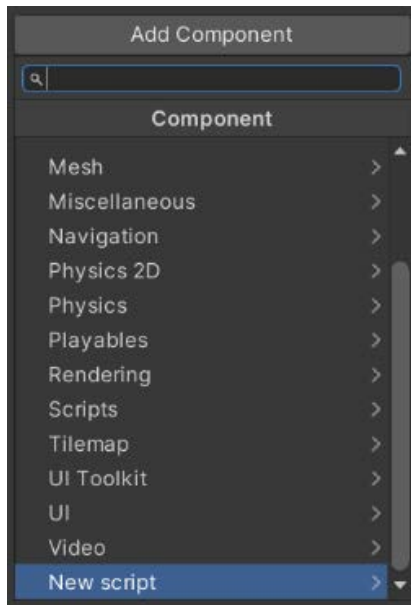 Add Component
Component
Mesh
Miscellaneous
Navigation
Physics 2D
Physics
Playables
Rendering
Scripts
Tilemap
UI Toolkit
UI
Video
New script